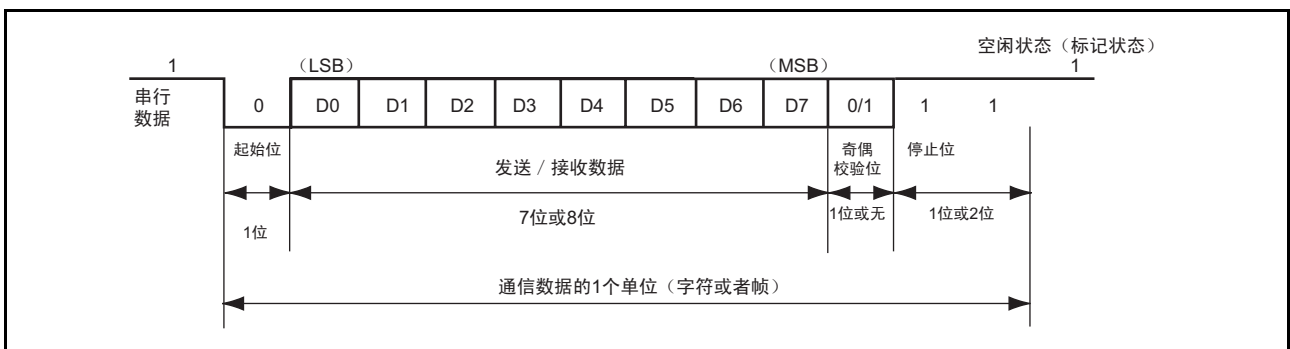 空闲状态（标记状态）
1 （LSB） （MSB） 1
串行
数据
0 D0 D1 D2 D3 D4 D5 D6 D7 0/1 1 1
起始位
发送 / 接收数据
奇偶
校验位
停止位
1位
7位或8位
1位或无
1位或2位
通信数据的1个单位（字符或者帧）